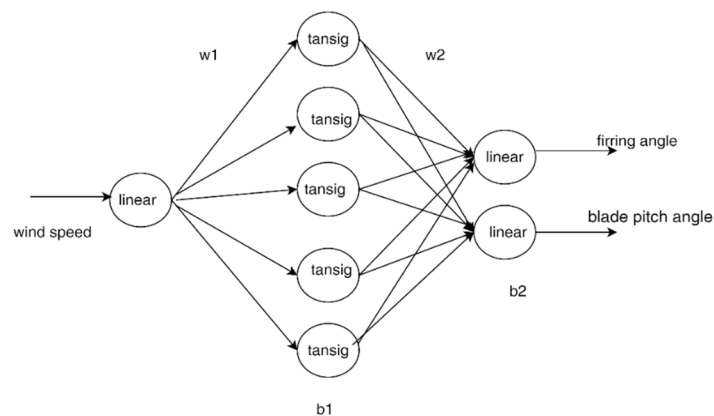 tansig
w1
w2
tansig
firring angle
linear
tansig
linear
blade pitch angle
wind speed
linear
tansig
b2
tansig
b1